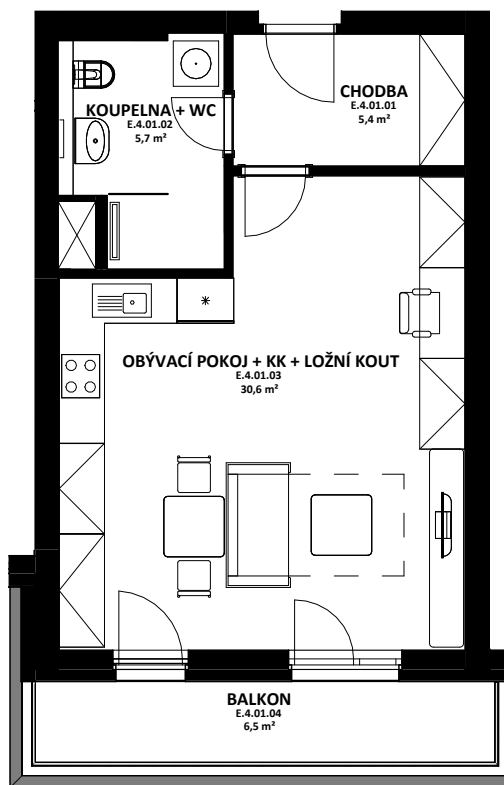 KOUPELNA + WC
E.4.01.02
5,7 m²
CHODBA
E.4.01.01
5,4 m²
OBÝVACÍ POKOJ + KK + LOŽNÍ KOUT
E.4.01.03
30,6 m²
BALKON
E.4.01.04
6,5 m²